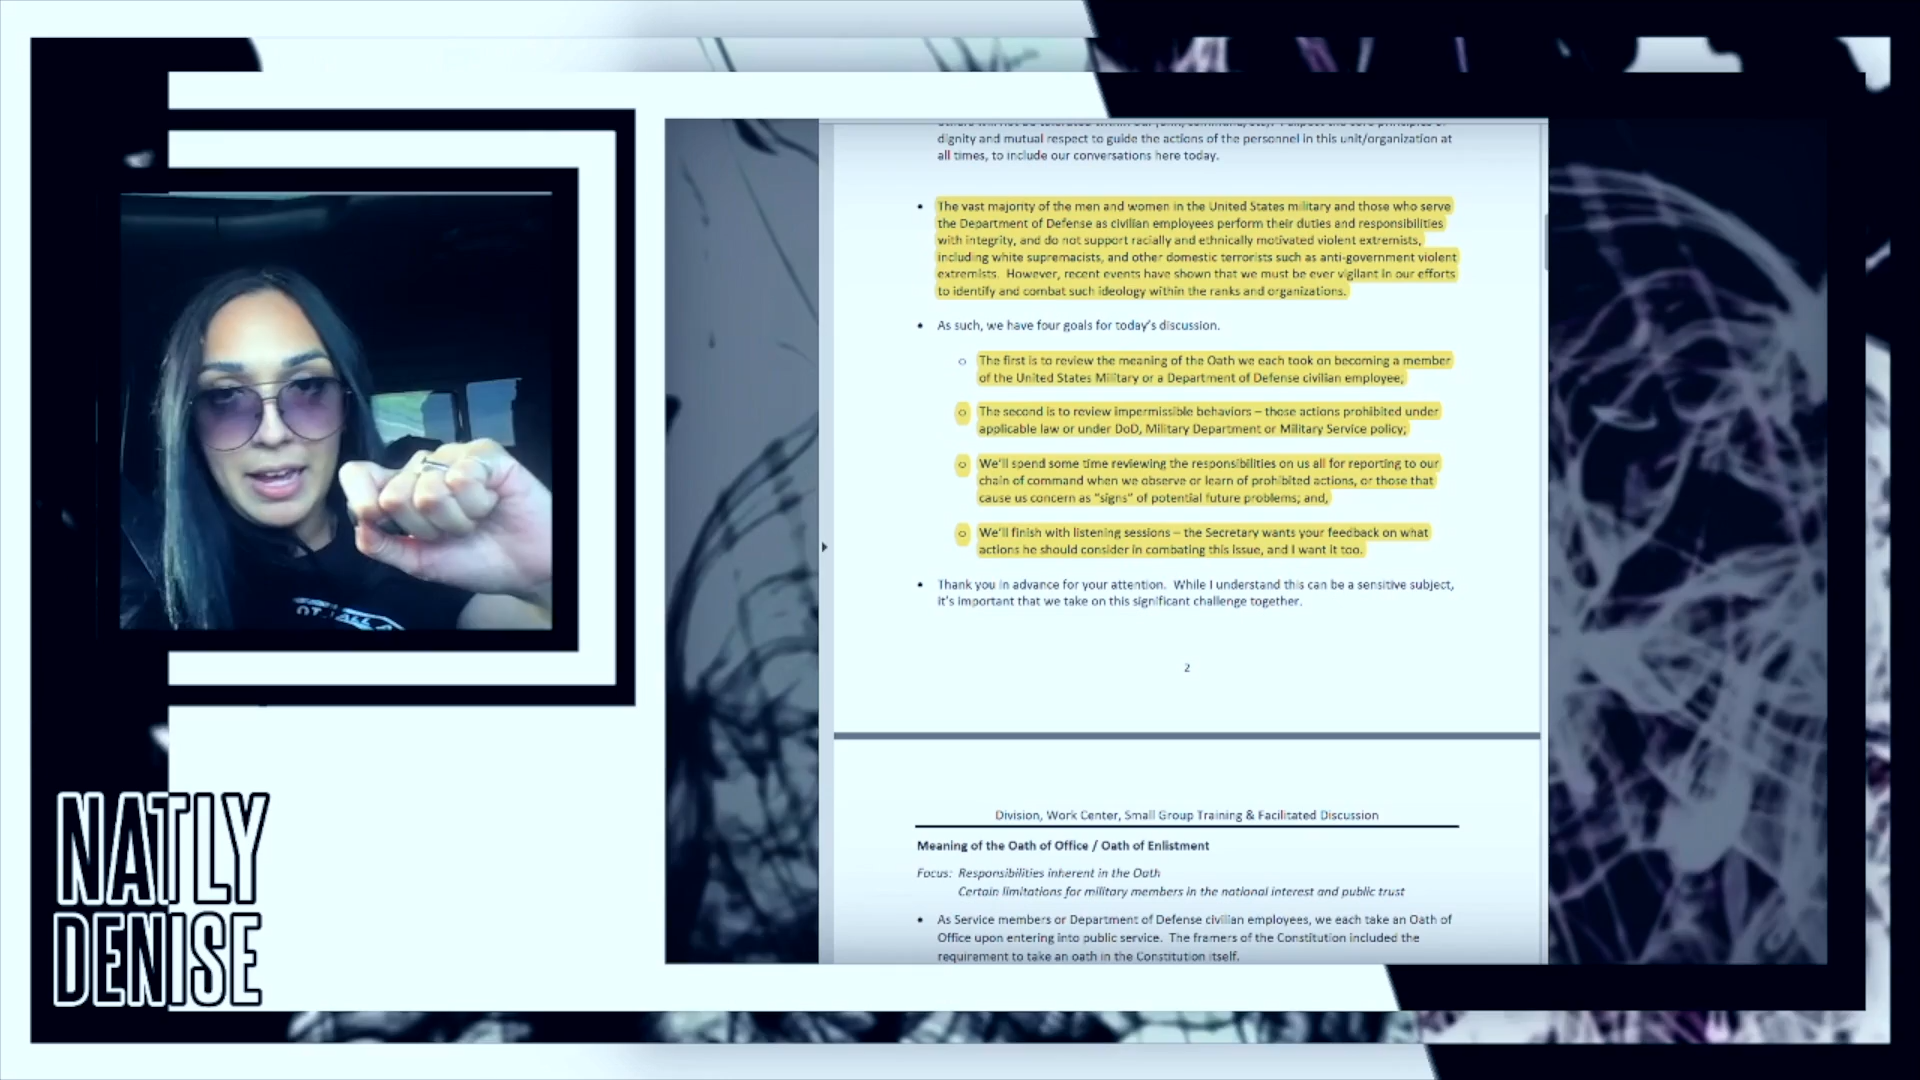 dignity and mutual respect to guide the actions of the personnel in this unit/organization at
all times, to include our conversations here today.
• The vast majority of the men and women in the United States military and those who serve
the Department of Defense as civilian employees perform their duties and responsibilities
with integrity, and do not support racially and ethnically motivated violent extremists,
including white supremacists, and other domestic terrorists such as anti-government violent
extremists. However, recent events have shown that we must be ever vigilant in our efforts
to identify and combat such ideology within the ranks and organizations.
• As such, we have four goals for today's discussion.
o The first is to review the meaning of the Oath we each took on becoming a member
of the United States Military or a Department of Defense civilian employee;
o The second is to review impermissible behaviors – those actions prohibited under
applicable law or under DoD, Military Department or Military Service policy;
o We'll spend some time reviewing the responsibilities on us all for reporting to our
chain of command when we observe or learn of prohibited actions, or those that
cause us concern as "signs" of potential future problems; and,
o We'll finish with listening sessions – the Secretary wants your feedback on what
actions he should consider in combating this issue, and I want it too.
• Thank you in advance for your attention. While I understand this can be a sensitive subject,
it's important that we take on this significant challenge together.
2
Division, Work Center, Small Group Training & Facilitated Discussion
Meaning of the Oath of Office / Oath of Enlistment
Focus: Responsibilities inherent in the Oath
Certain limitations for military members in the national interest and public trust
• As Service members or Department of Defense civilian employees, we each take an Oath of
Office upon entering into public service. The framers of the Constitution included the
requirement to take an oath in the Constitution itself.
NATLY
DENISE